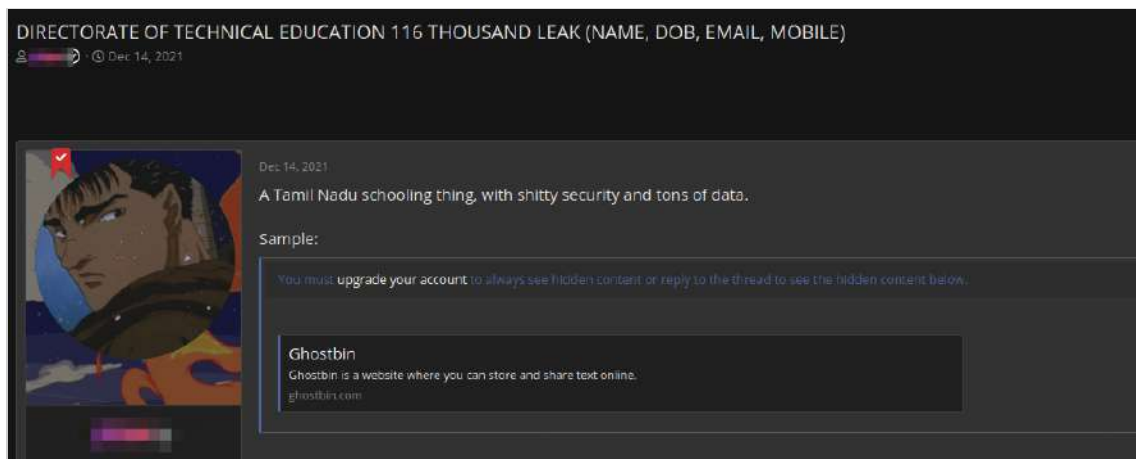 DIRECTORATE OF TECHNICAL EDUCATION 116 THOUSAND LEAK (NAME, DOB, EMAIL, MOBILE)
· Dec 14, 2021
Dec 14, 2021
A Tamil Nadu schooling thing, with shitty security and tons of data.
Sample:
You must upgrade your account to always see hidden content or reply to the thread to see the hidden content below.
Ghostbin
Ghostbin is a website where you can store and share text online.
ghostbin.com